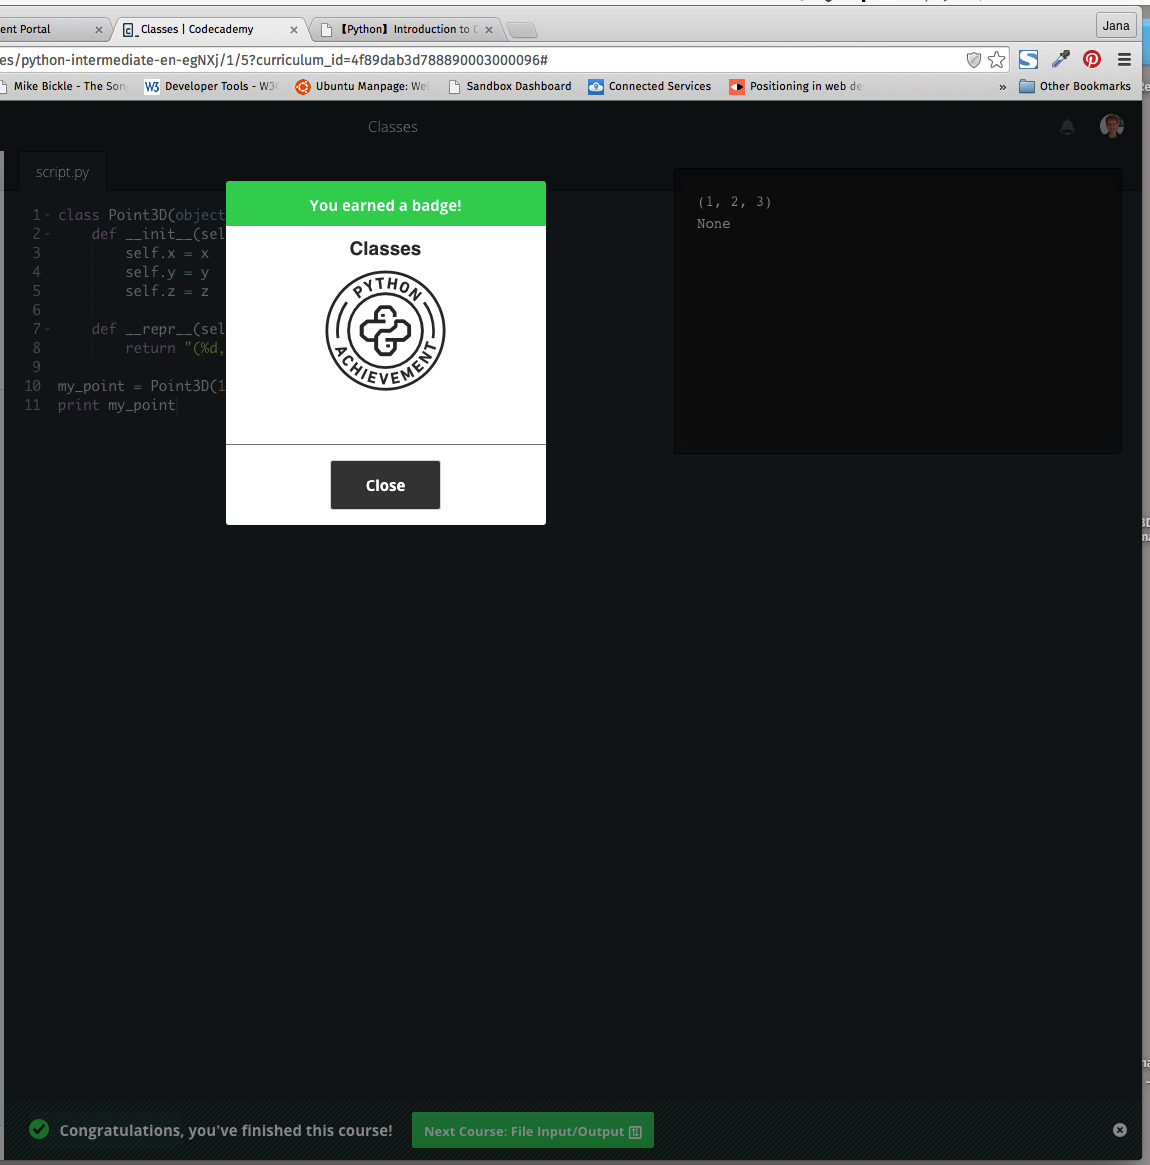 Jana
ent Portal
Classes | Codecademy
【Python】Introduction to C
es/python-intermediate-en-egNXj/1/5?curriculum_id=4f89dab3d788890003000096#
Mike Bickle - The Son
W3 Developer Tools - W3
Ubuntu Manpage: We
Sandbox Dashboard
Connected Services
Positioning in web de
» Other Bookmarks
Classes
script.py
1 class Point3D(object
2 def __init__(sel
3 self.x = x
4 self.y = y
5 self.z = z
6
7 def __repr__(sel
8 return "(%d,
9
10 my_point = Point3D(1
11 print my_point
You earned a badge!
Classes
PYTHON
ACHIEVEMENT
Close
(1, 2, 3)
None
Congratulations, you've finished this course!
Next Course: File Input/Output